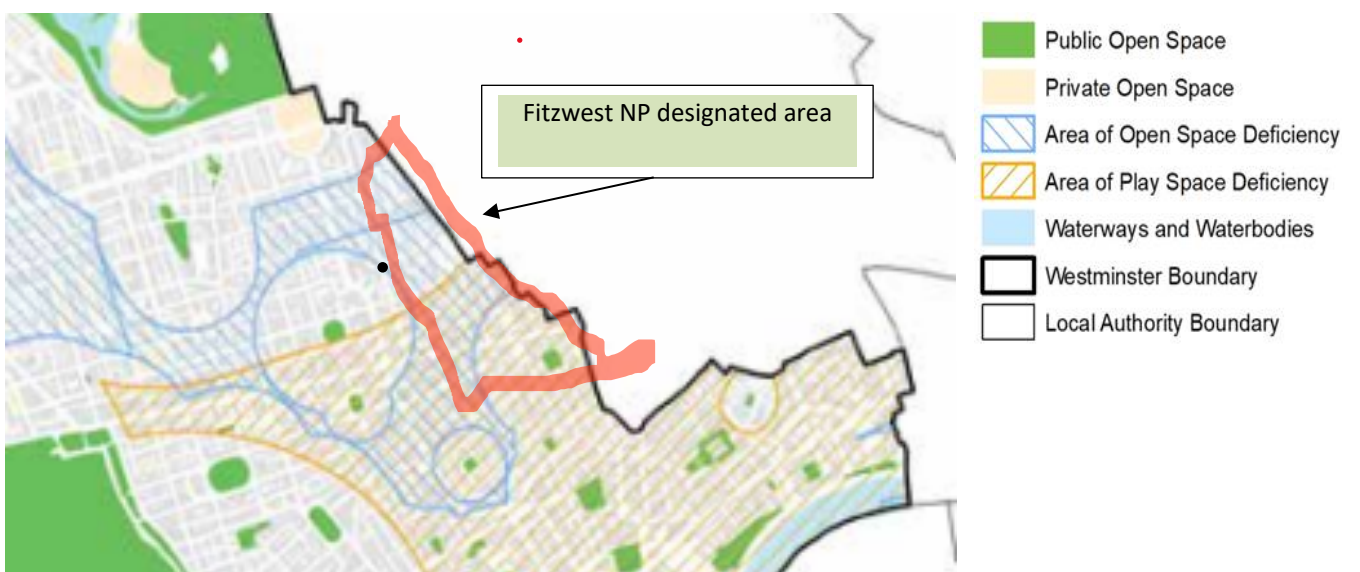 Fitzwest NP designated area
Public Open Space
Private Open Space
Area of Open Space Deficiency
Area of Play Space Deficiency
Waterways and Waterbodies
Westminster Boundary
Local Authority Boundary